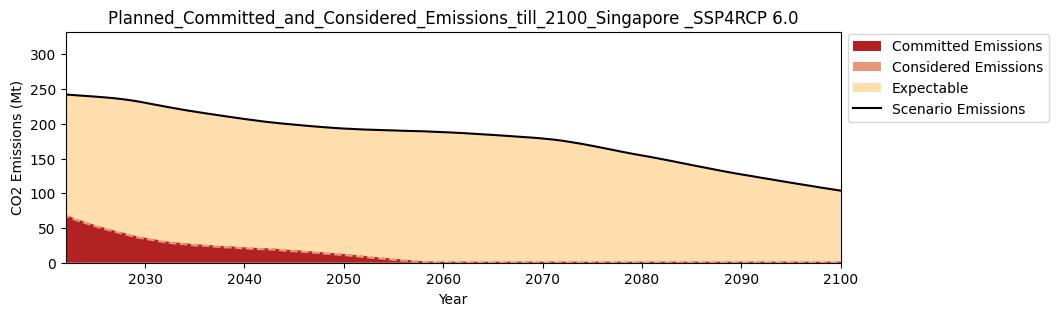 Planned_Committed_and_Considered_Emissions_till_2100_Singapore _SSP4RCP 6.0
CO2 Emissions (Mt)
300
250
200
150
100
50
0
2030
2040
2050
2060
2070
2080
2090
2100
Year
Committed Emissions
Considered Emissions
Expectable
Scenario Emissions